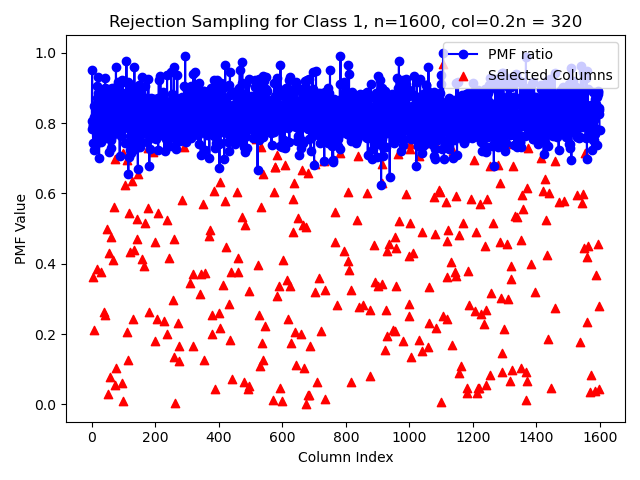 Rejection Sampling for Class 1, n=1600, col=0.2n = 320
PMF ratio
Selected Columns
1.0
0.8
0.6
0.4
0.2
0.0
PMF Value
0 200 400 600 800 1000 1200 1400 1600
Column Index